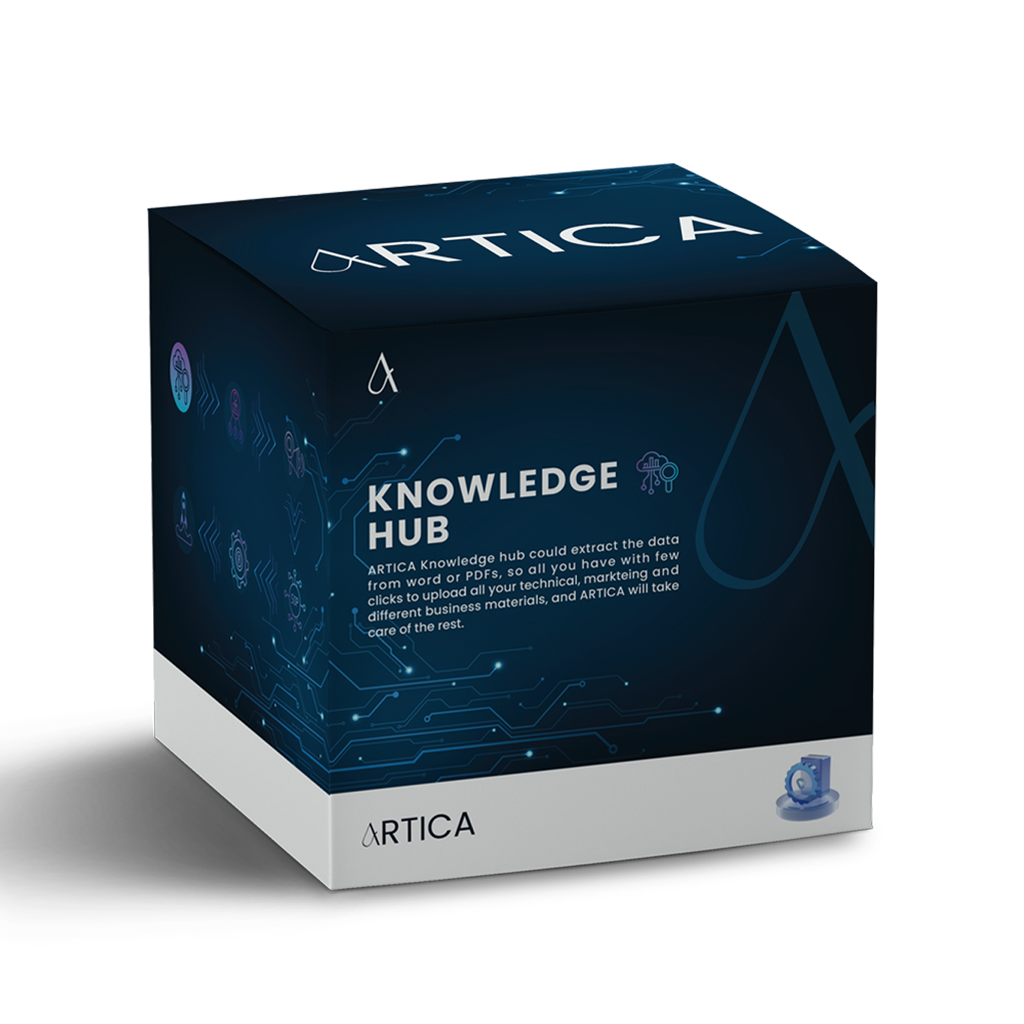 ARTICA
KNOWLEDGE
HUB
ARTICA Knowledge hub could extract the data
from word or PDFs, so all you have with few
clicks to upload all your technical, markteing and
different business materials, and ARTICA will take
care of the rest.
ARTICA